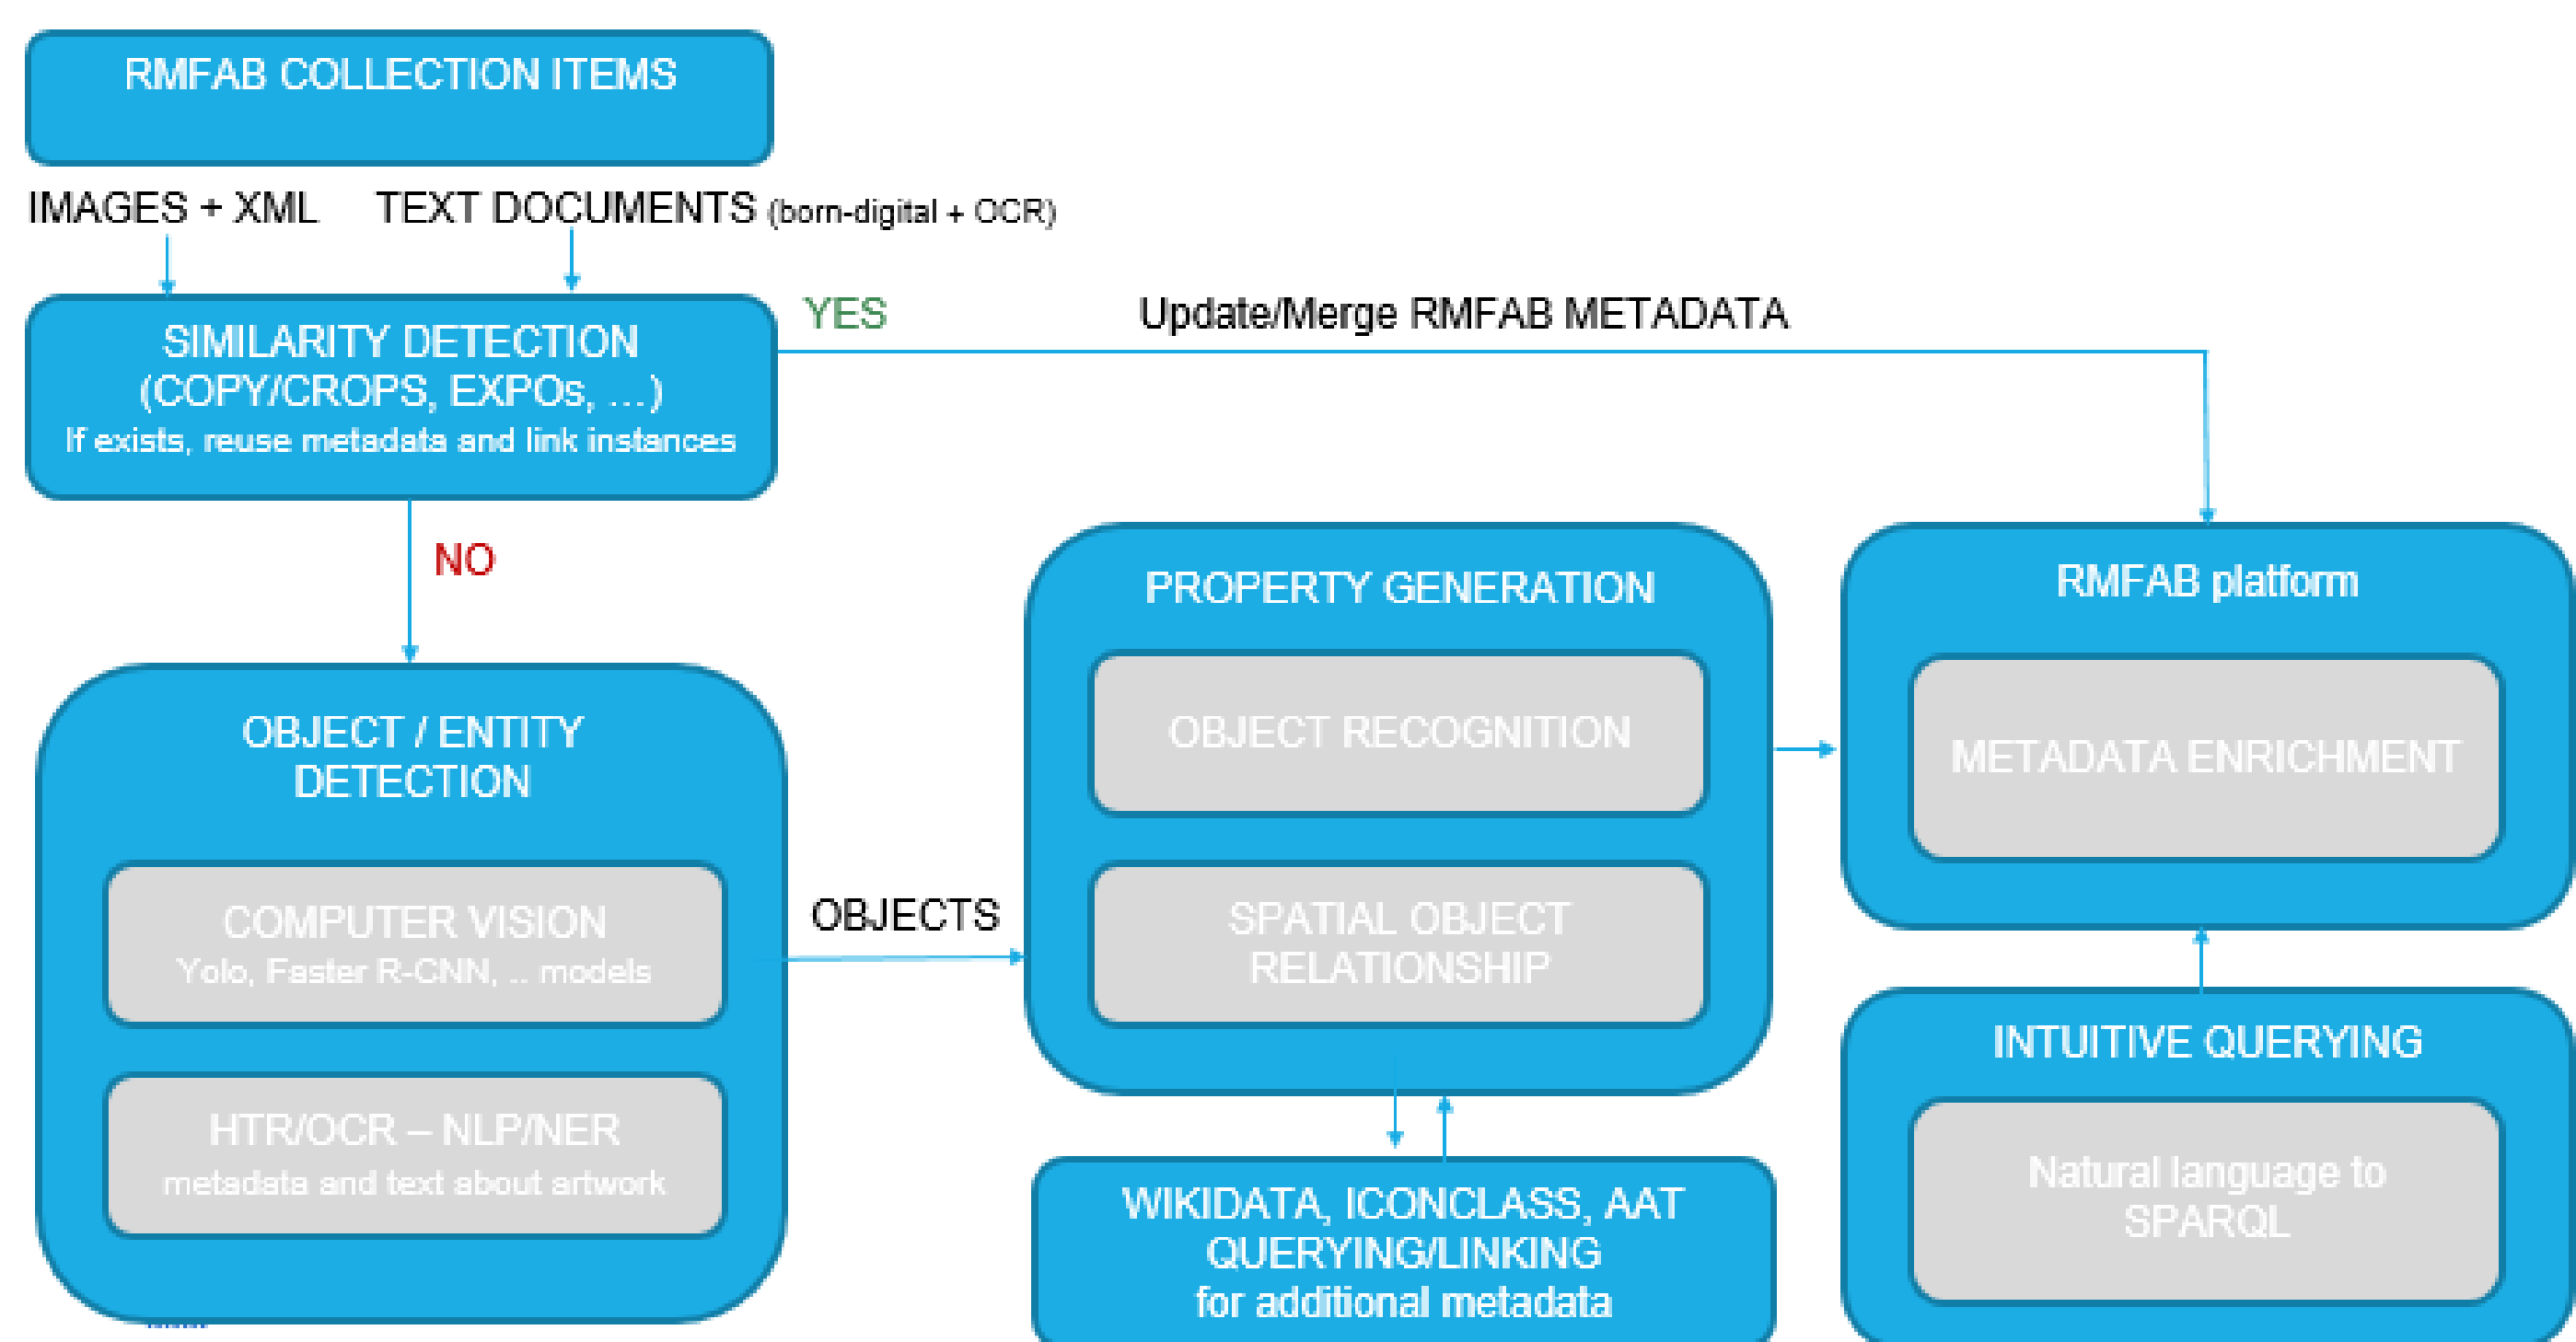 RMFAB COLLECTION ITEMS
IMAGES + XML
TEXT DOCUMENTS (born-digital + OCR)
SIMILARITY DETECTION
(COPY/CROPS, EXPOs, ...)
If exists, reuse metadata and link instances
YES
Update/Merge RMFAB METADATA
NO
OBJECT / ENTITY
DETECTION
COMPUTER VISION
Yolo, Faster R-CNN, .. models
HTR/OCR – NLP/NER
metadata and text about artwork
OBJECTS
PROPERTY GENERATION
OBJECT RECOGNITION
SPATIAL OBJECT
RELATIONSHIP
WIKIDATA, ICONCLASS, AAT
QUERYING/LINKING
for additional metadata
RMFAB platform
METADATA ENRICHMENT
INTUITIVE QUERYING
Natural language to
SPARQL